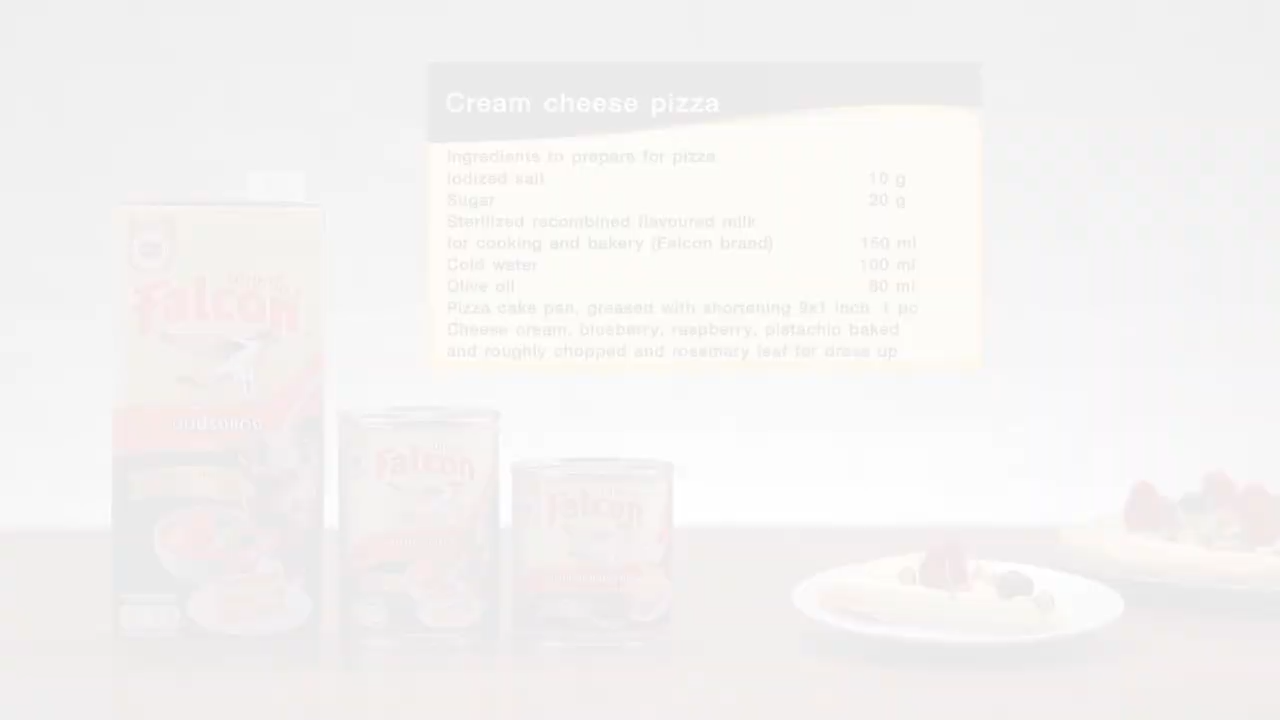 Cream cheese pizza
Ingredients to prepare for pizza
Iodized salt 10 g
Sugar 20 g
Sterilized recombined flavoured milk
for cooking and bakery (Falcon brand) 150 ml
Cold water 100 ml
Olive oil 80 ml
Pizza cake pan, greased with shortening 9x1 inch 1 pc
Cheese cream, blueberry, raspberry, pistachio baked
and roughly chopped and rosemary leaf for dress up
Falcon
Falcon
Falcon